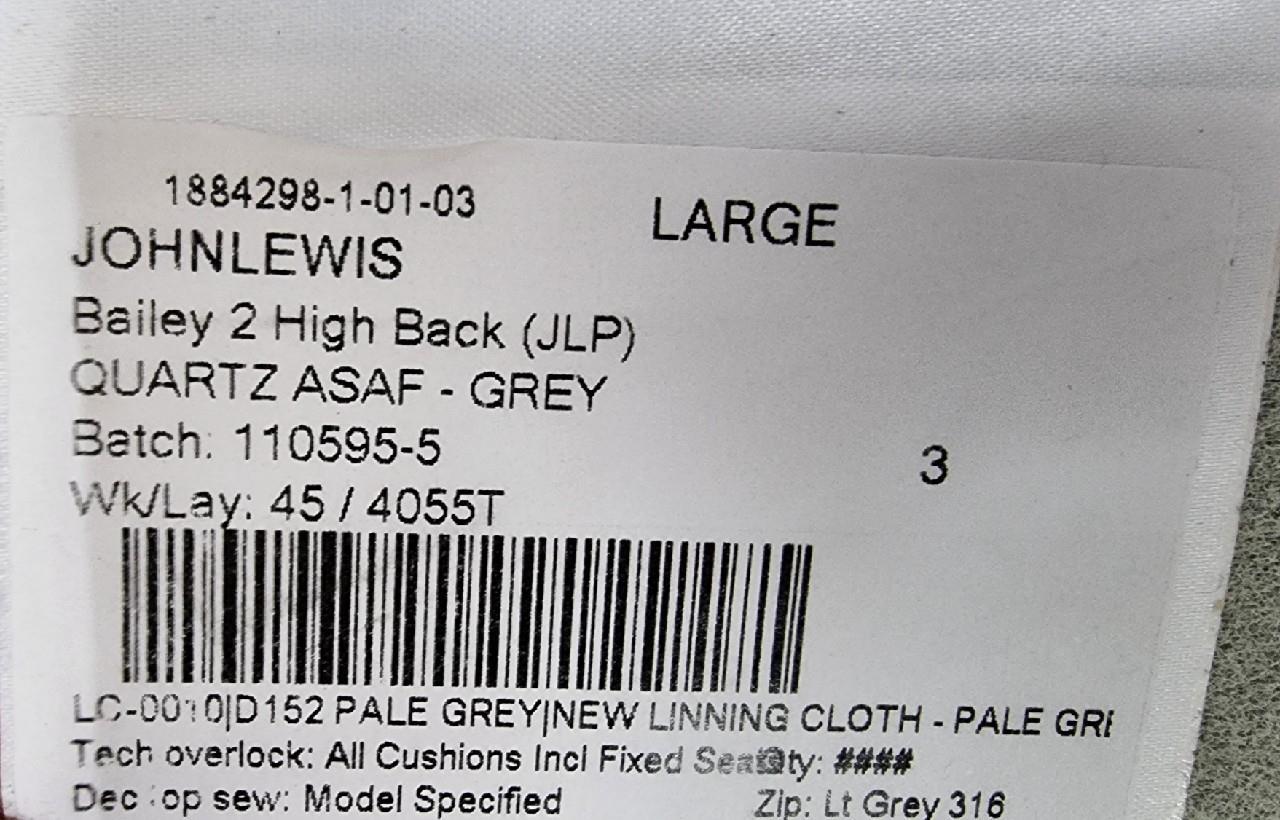 1884298-1-01-03
LARGE
JOHNLEWIS
Bailey 2 High Back (JLP)
QUARTZ ASAF - GREY
Batch: 110595-5
3
Wk/Lay: 45 / 4055T
LC-0010|D152 PALE GREY|NEW LINNING CLOTH - PALE GRE
Tech overlock: All Cushions Incl Fixed Seat Qty: ####
Dec top sew: Model Specified Zip: Lt Grey 316